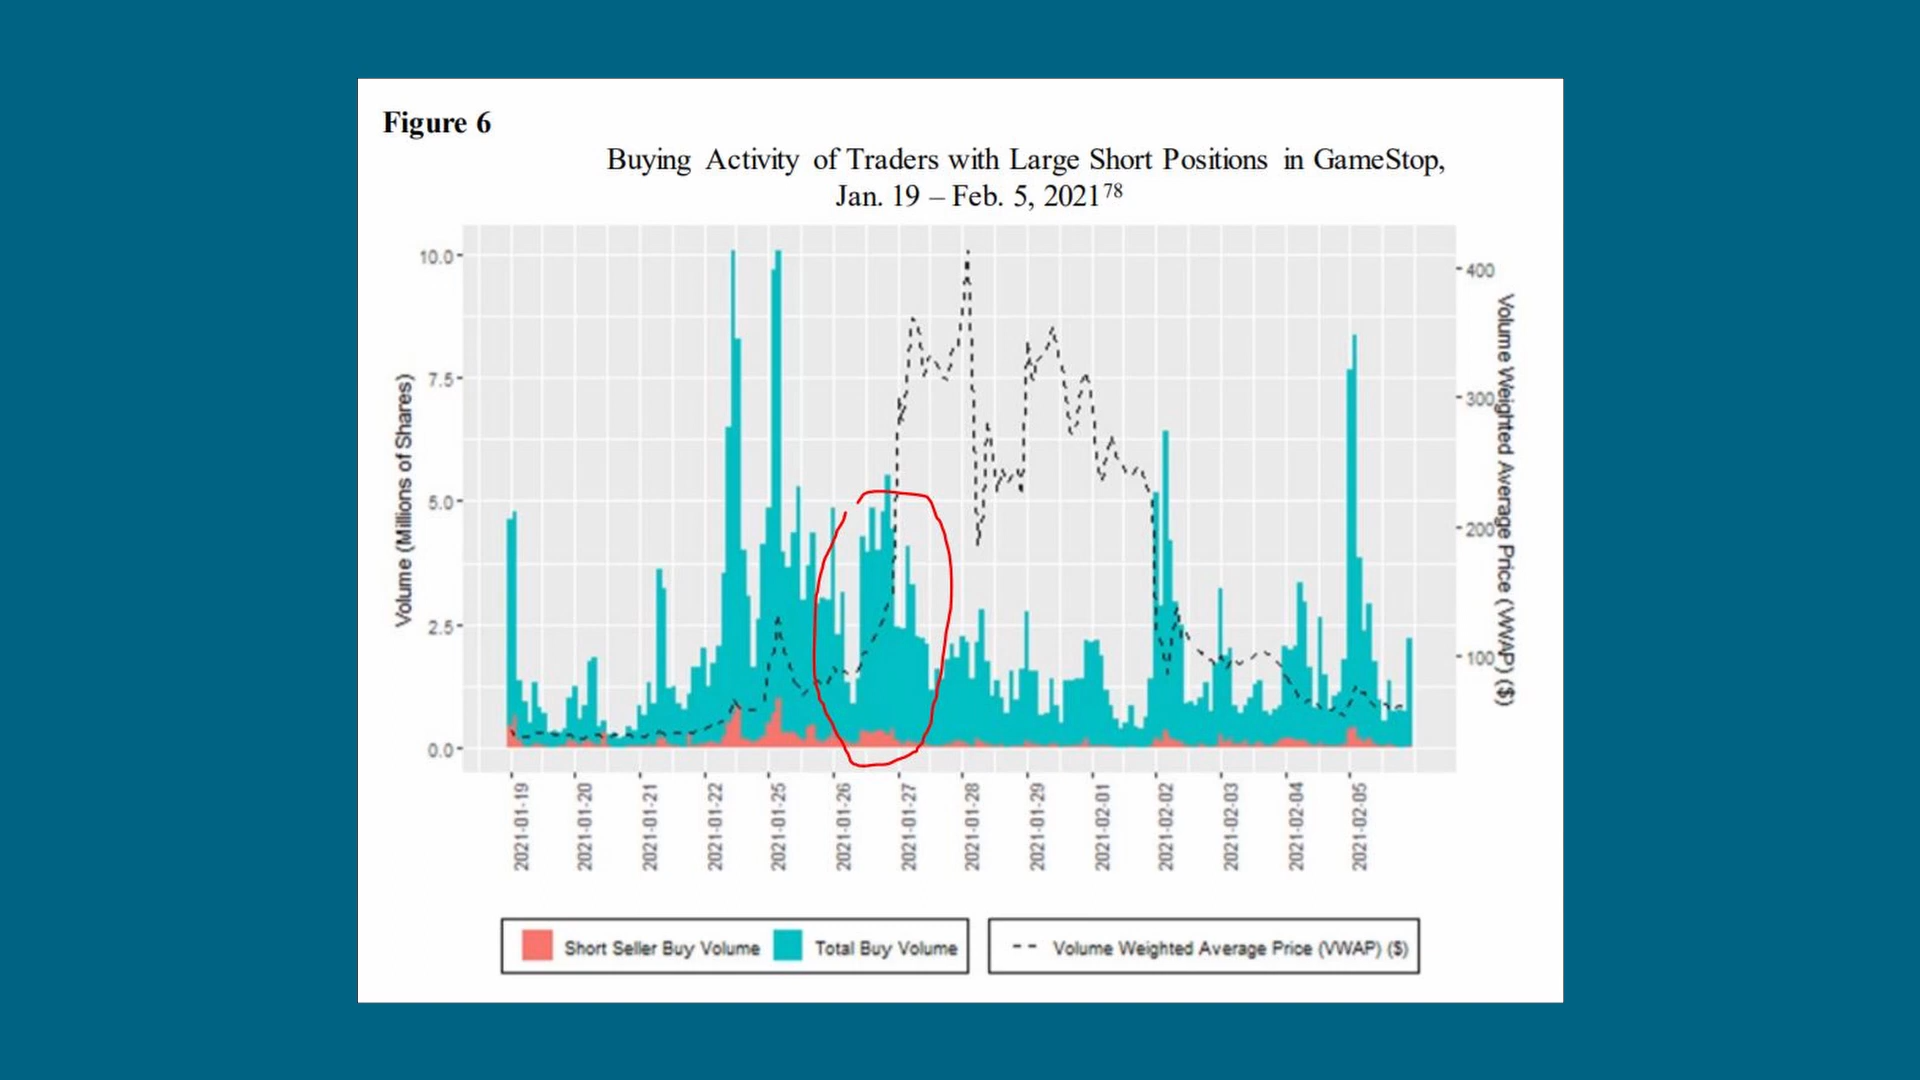 Figure 6
Buying Activity of Traders with Large Short Positions in GameStop,
Jan. 19 – Feb. 5, 2021⁷⁸
10.0
7.5
5.0
2.5
0.0
Volume (Millions of Shares)
400
300
200
100
Volume Weighted Average Price (VWAP) ($)
2021-01-19
2021-01-20
2021-01-21
2021-01-22
2021-01-25
2021-01-26
2021-01-27
2021-01-28
2021-01-29
2021-02-01
2021-02-02
2021-02-03
2021-02-04
2021-02-05
Short Seller Buy Volume
Total Buy Volume
Volume Weighted Average Price (VWAP) ($)